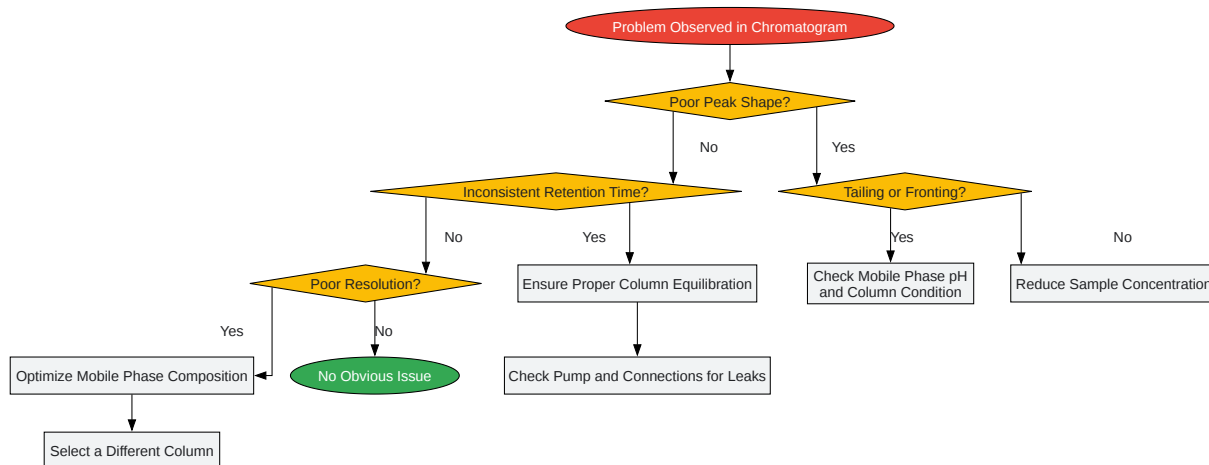 Problem Observed in Chromatogram
Poor Peak Shape?
No
Yes
Inconsistent Retention Time?
Tailing or Fronting?
No
Yes
Yes
No
Poor Resolution?
Ensure Proper Column Equilibration
Check Mobile Phase pH
and Column Condition
Reduce Sample Concentration
Yes
No
Optimize Mobile Phase Composition
No Obvious Issue
Check Pump and Connections for Leaks
Select a Different Column